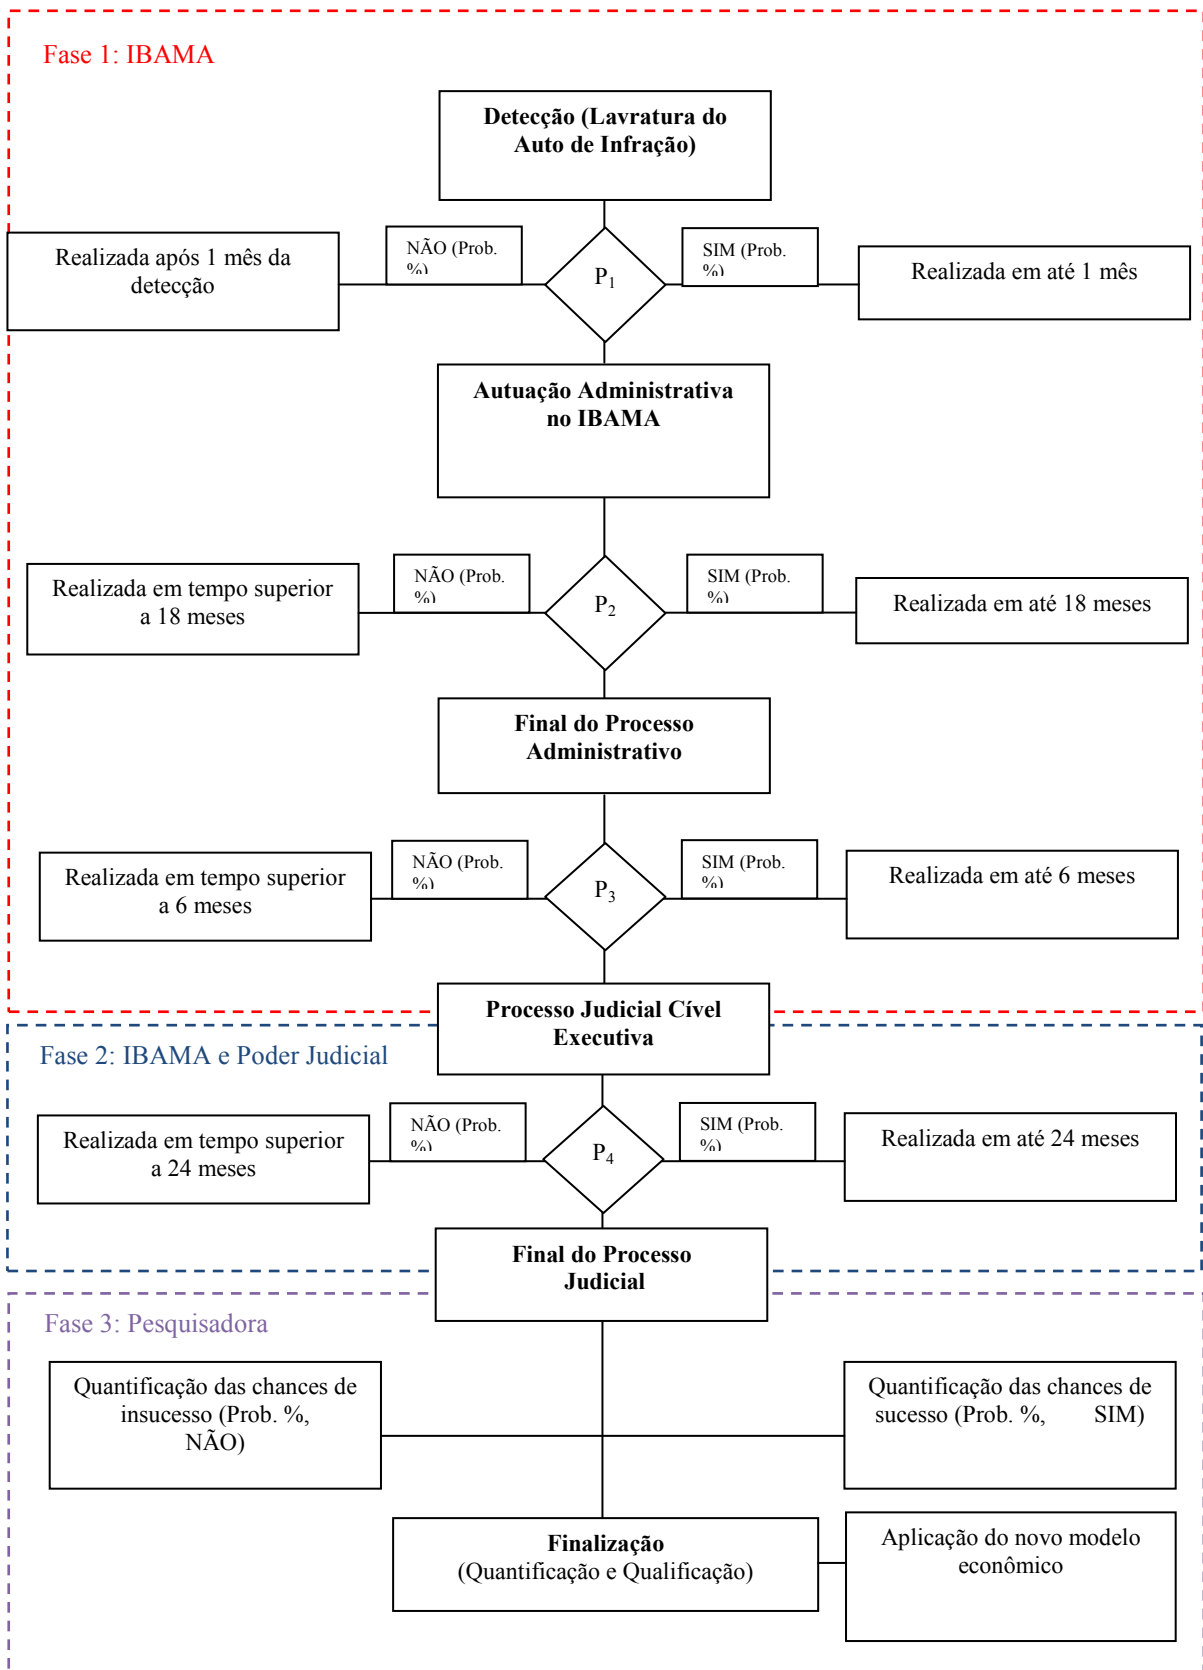 Fase 1: IBAMA
Detecção (Lavratura do
Auto de Infração)
Realizada após 1 mês da
detecção
NÃO (Prob.
%)
P1
SIM (Prob.
%)
Realizada em até 1 mês
Autuação Administrativa
no IBAMA
Realizada em tempo superior
a 18 meses
NÃO (Prob.
%)
P2
SIM (Prob.
%)
Realizada em até 18 meses
Final do Processo
Administrativo
Realizada em tempo superior
a 6 meses
NÃO (Prob.
%)
P3
SIM (Prob.
%)
Realizada em até 6 meses
Processo Judicial Cível
Executiva
Fase 2: IBAMA e Poder Judicial
Realizada em tempo superior
a 24 meses
NÃO (Prob.
%)
P4
SIM (Prob.
%)
Realizada em até 24 meses
Final do Processo
Judicial
Fase 3: Pesquisadora
Quantificação das chances de
insucesso (Prob. %,
NÃO)
Quantificação das chances de
sucesso (Prob. %, SIM)
Finalização
(Quantificação e Qualificação)
Aplicação do novo modelo
econômico